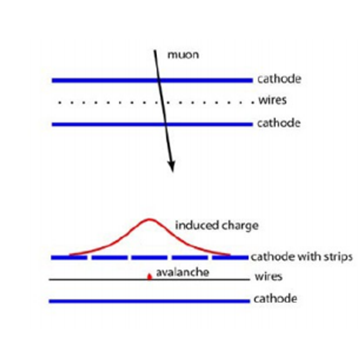 muon
cathode
wires
cathode
induced charge
cathode with strips
avalanche
wires
cathode